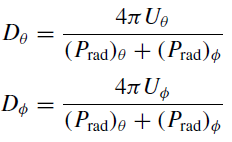 D_θ = 4π U_θ / ((P_rad)_θ + (P_rad)_ϕ)
D_ϕ = 4π U_ϕ / ((P_rad)_θ + (P_rad)_ϕ)